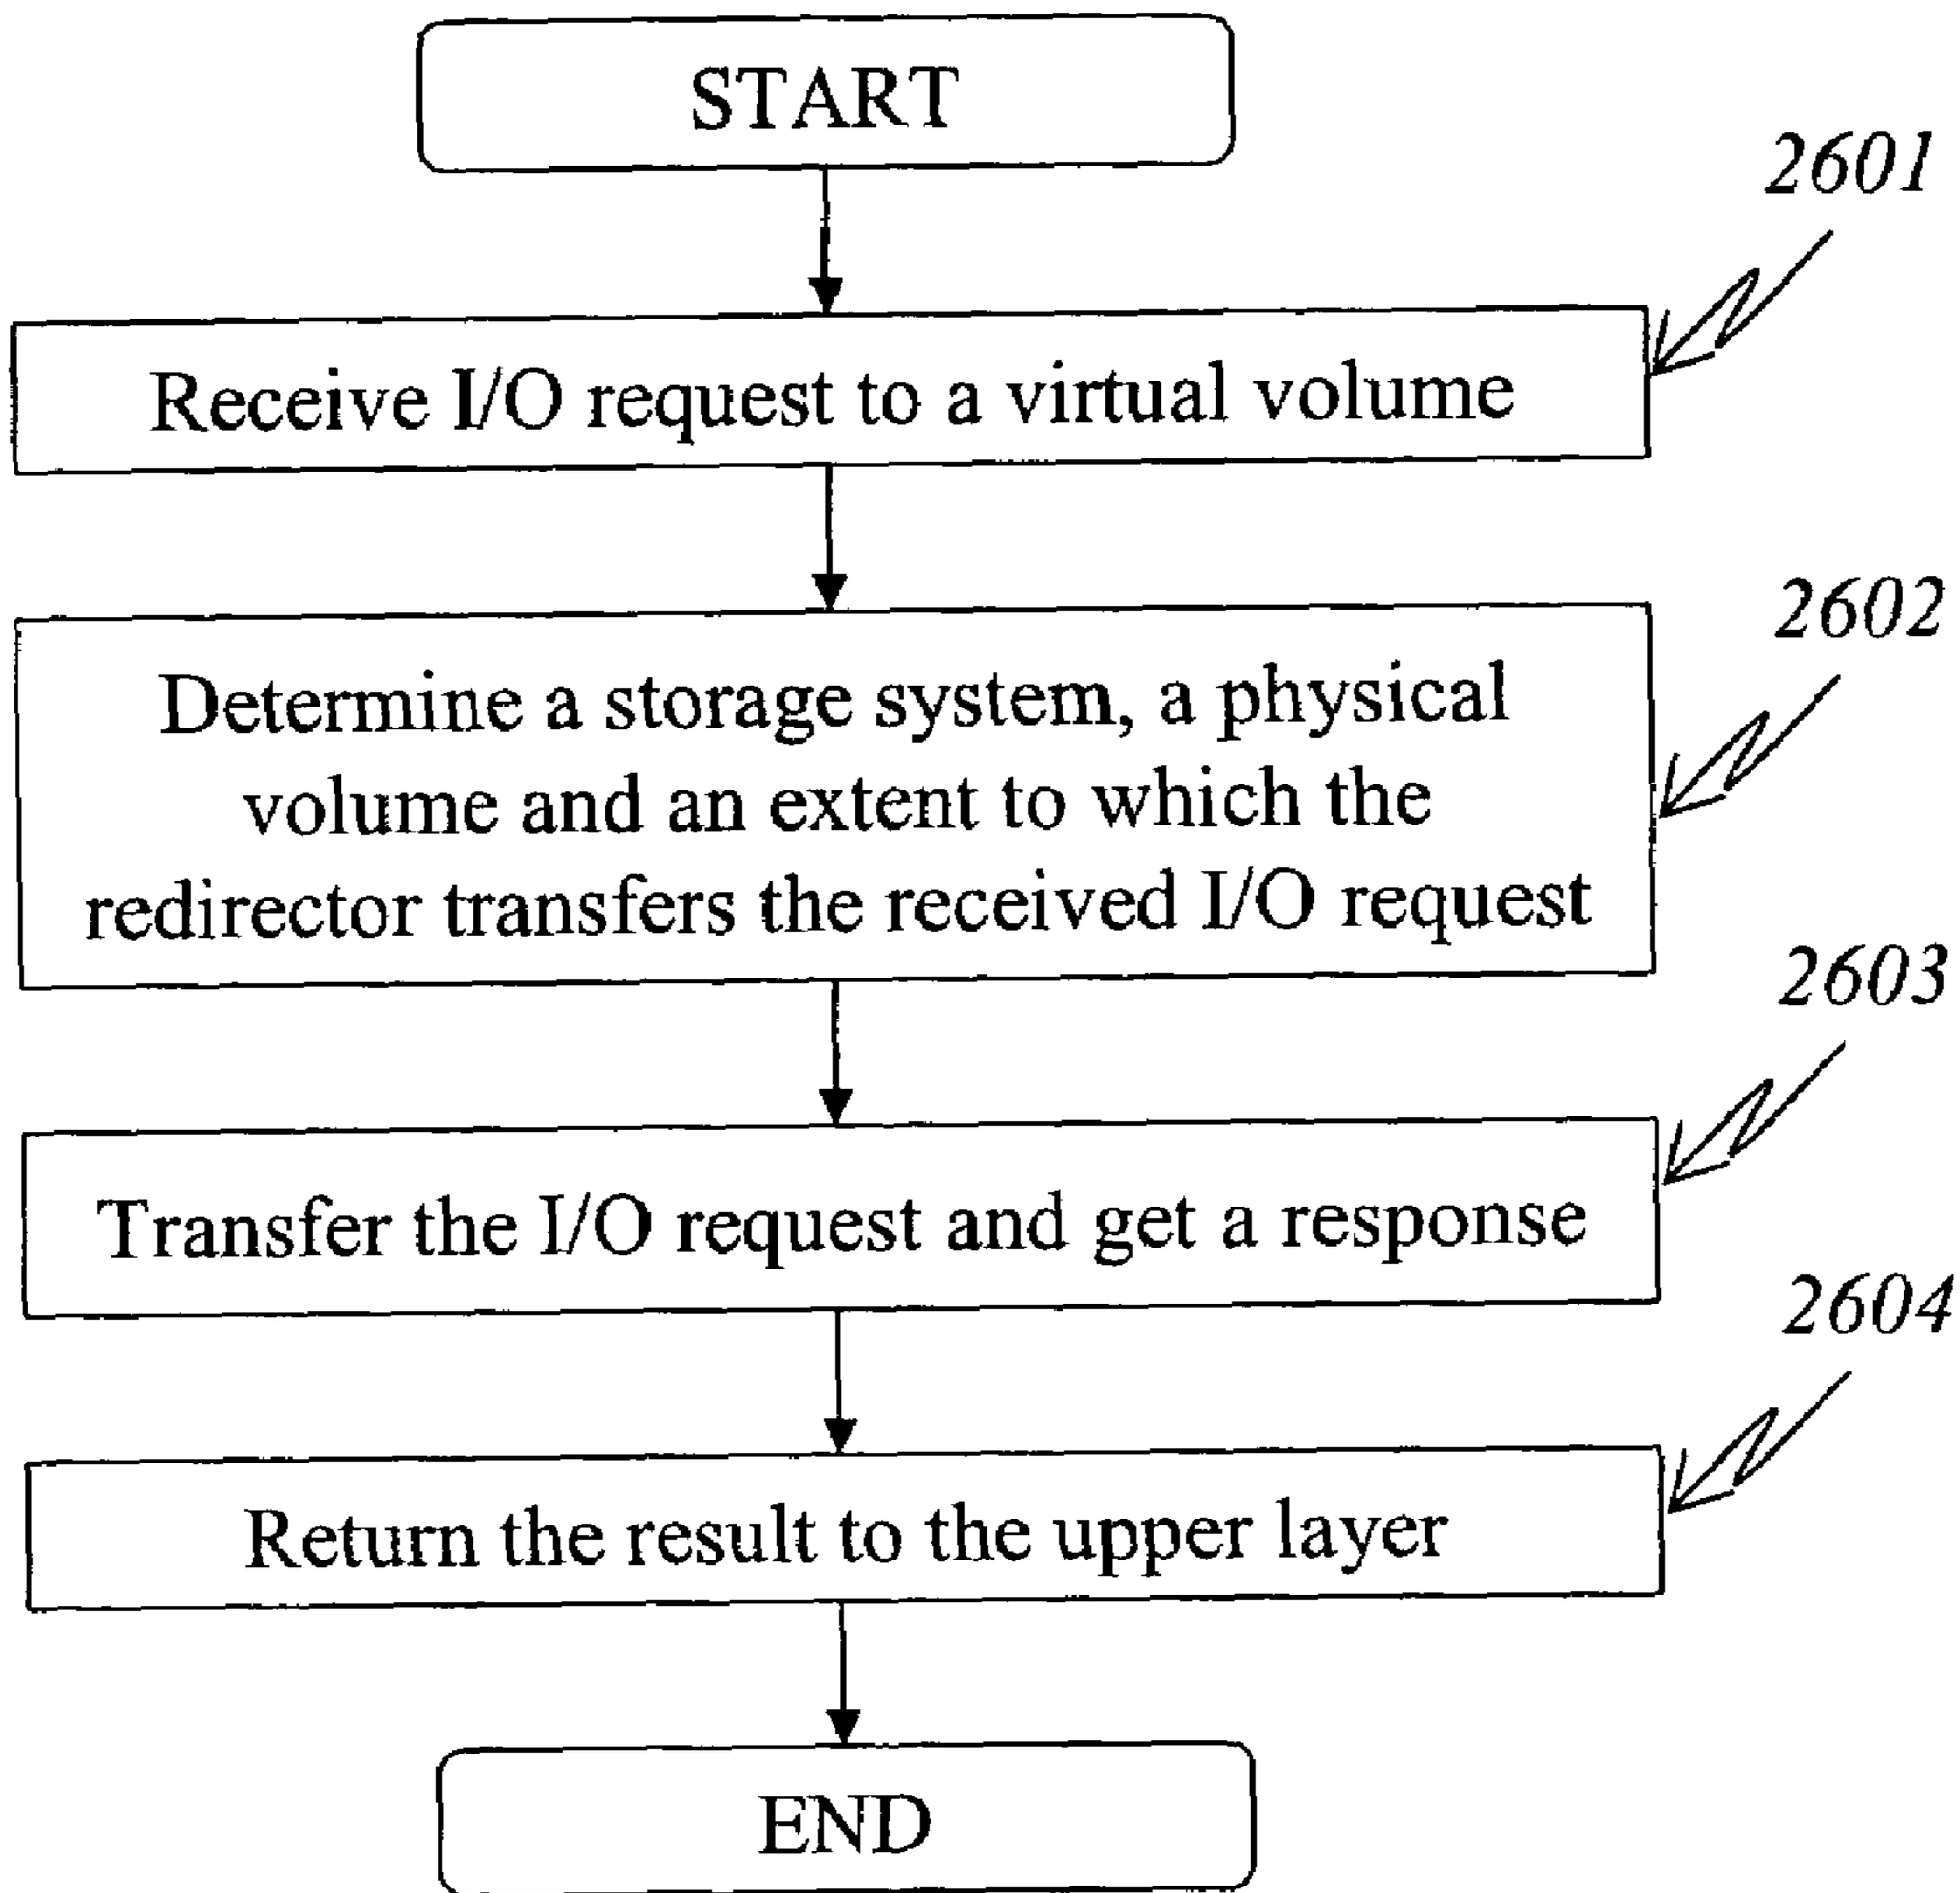 START
2601
Receive I/O request to a virtual volume
2602
Determine a storage system, a physical
volume and an extent to which the
redirector transfers the received I/O request
2603
Transfer the I/O request and get a response
2604
Return the result to the upper layer
END